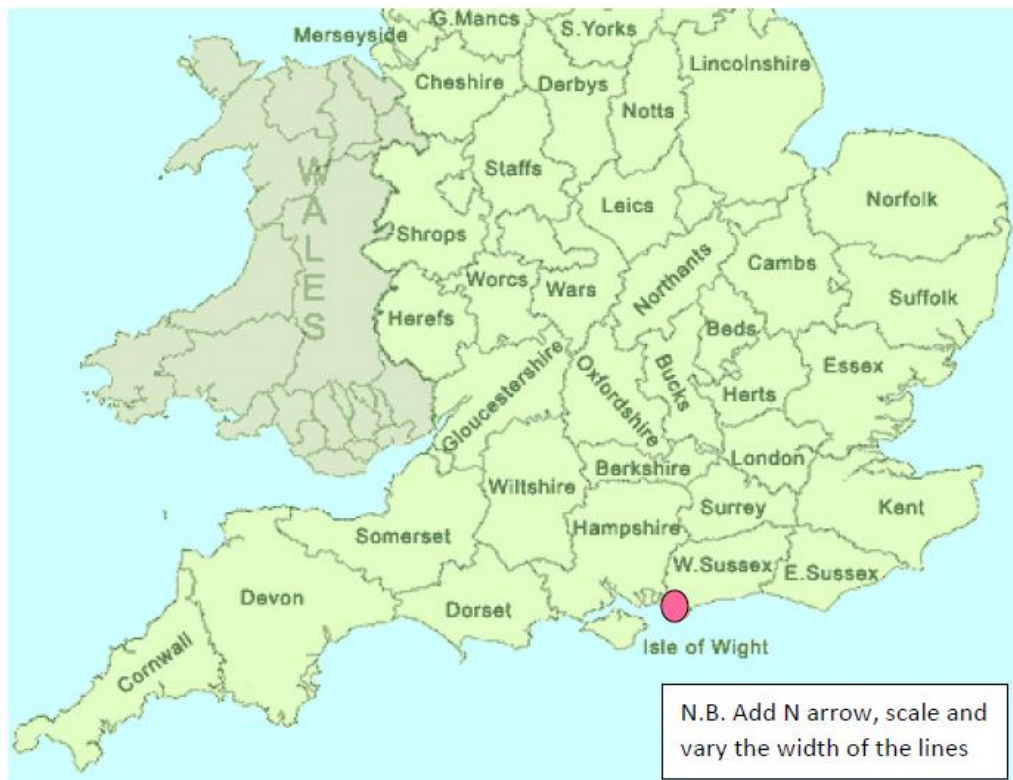 G.Mancs
S.Yorks
Merseyside
Lincolnshire
Cheshire
Derbys
Notts
Staffs
WALES
Norfolk
Leics
Shrops
Cambs
Northants
Worcs
Wars
Suffolk
Herefs
Beds
Essex
Gloucestershire
Oxfordshire
Bucks
Herts
London
Berkshire
Wiltshire
Surrey
Kent
Hampshire
Somerset
W.Sussex
E.Sussex
Devon
Dorset
Isle of Wight
Cornwall
N.B. Add N arrow, scale and
vary the width of the lines